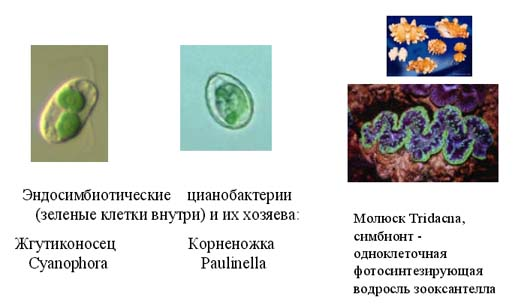 Эндосимбиотические цианобактерии
(зеленые клетки внутри) и их хозяева:
Жгутиконосец
Cyanophora
Корненожка
Paulinella
Молюск Tridacna,
симбионт -
одноклеточная
фотосинтезирующая
водросль зооксантелла